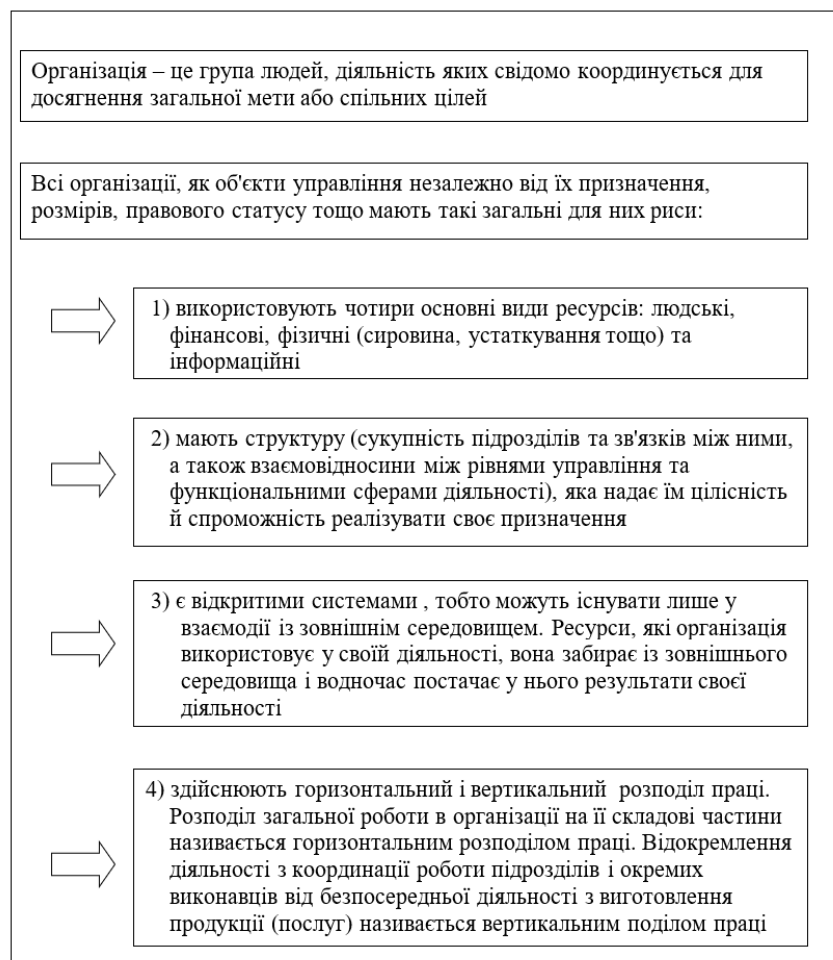 Організація – це група людей, діяльність яких свідомо координується для
досягнення загальної мети або спільних цілей
Всі організації, як об'єкти управління незалежно від їх призначення,
розмірів, правового статусу тощо мають такі загальні для них риси:
1) використовують чотири основні види ресурсів: людські,
фінансові, фізичні (сировина, устаткування тощо) та
інформаційні
2) мають структуру (сукупність підрозділів та зв'язків між ними,
а також взаємовідносини між рівнями управління та
функціональними сферами діяльності), яка надає їм цілісність
й спроможність реалізувати своє призначення
3) є відкритими системами , тобто можуть існувати лише у
взаємодії із зовнішнім середовищем. Ресурси, які організація
використовує у своїй діяльності, вона забирає із зовнішнього
середовища і водночас постачає у нього результати своєї
діяльності
4) здійснюють горизонтальний і вертикальний  розподіл праці.
Розподіл загальної роботи в організації на її складові частини
називається горизонтальним розподілом праці. Відокремлення
діяльності з координації роботи підрозділів і окремих
виконавців від безпосередньої діяльності з виготовлення
продукції (послуг) називається вертикальним поділом праці